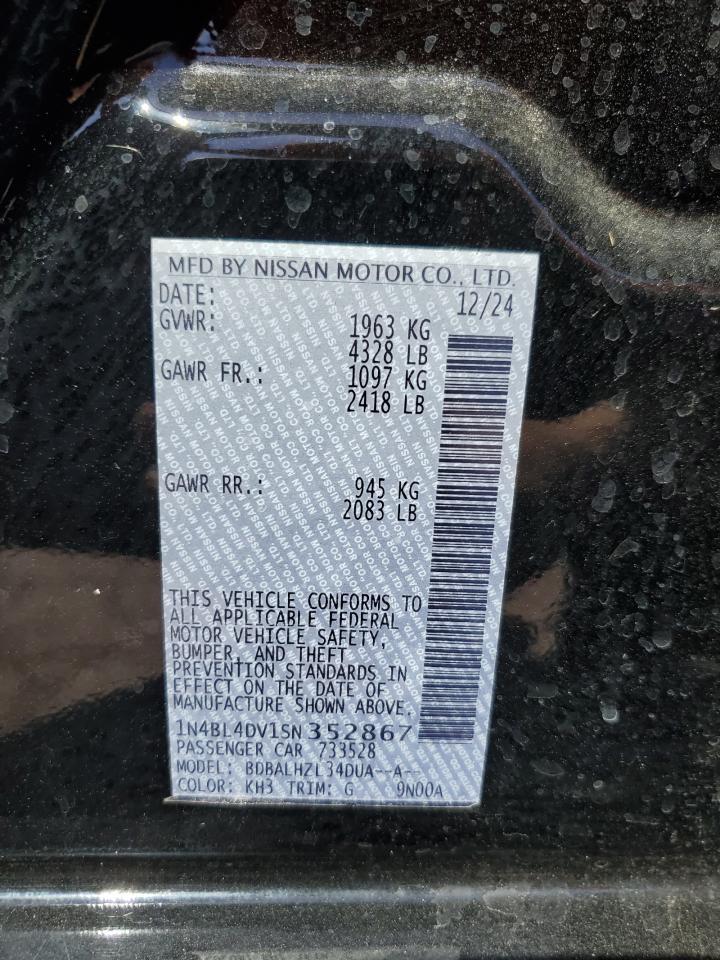 MFD BY NISSAN MOTOR CO., LTD.
DATE: 12/24
GVWR: 1963 KG
4328 LB
GAWR FR.: 1097 KG
2418 LB
GAWR RR.: 945 KG
2083 LB
THIS VEHICLE CONFORMS TO
ALL APPLICABLE FEDERAL
MOTOR VEHICLE SAFETY,
BUMPER, AND THEFT
PREVENTION STANDARDS IN
EFFECT ON THE DATE OF
MANUFACTURE SHOWN ABOVE.
1N4BL4DV1SN352867
PASSENGER CAR 733528
MODEL: BDBALHZL34DUA--A--
COLOR: KH3 TRIM: G 9N00A